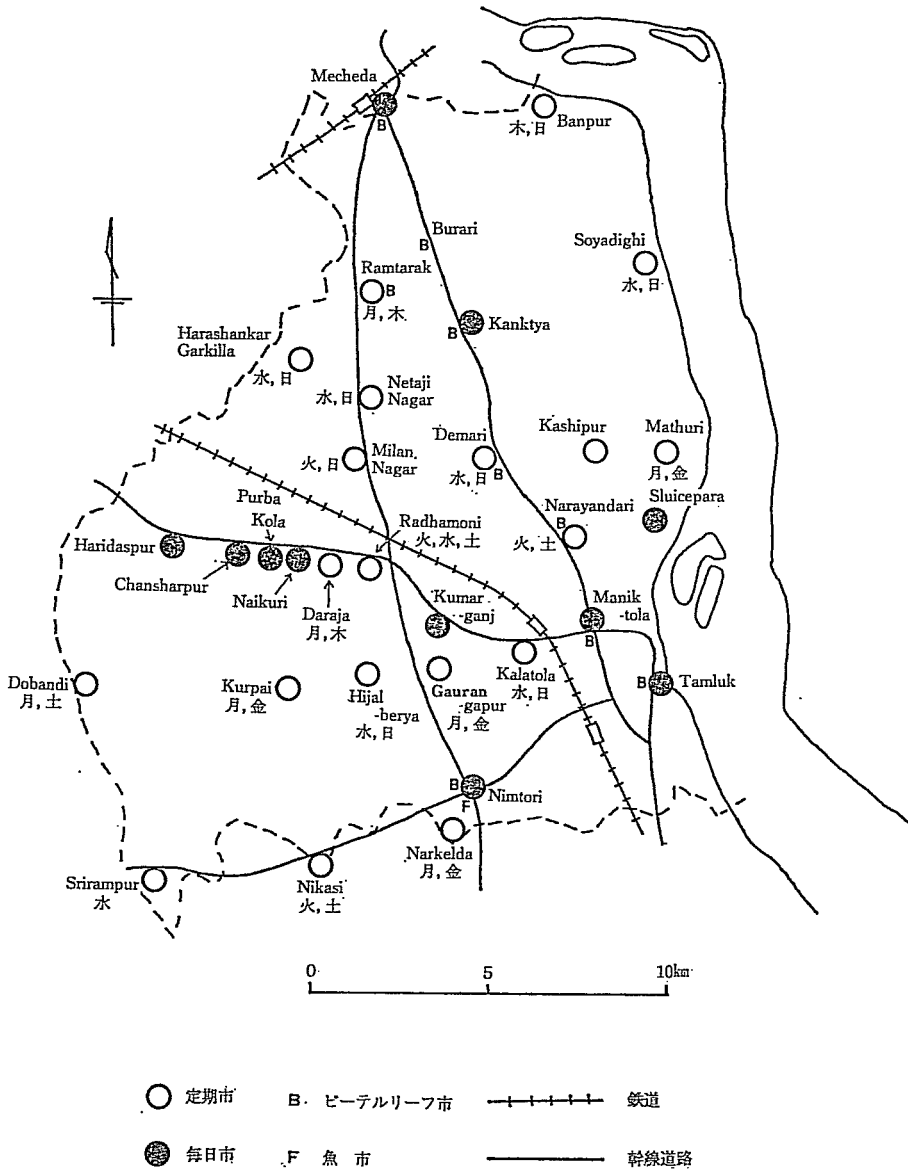 Mecheda
B
木, 日 Banpur
Burari
B
Soyadighi
水, 日
Ramtarak
B
月, 木
B Kanktya
Harashankar
Garkilla
水, 日
水, 日 Netaji
Nagar
Demari
水, 日 B
Kashipur
Mathuri
月, 金
火, 日 Milan
Nagar
Sluicepara
Purba
Kola
Radhamoni
火, 水, 土
Narayandari
B
火, 土
Haridaspur
Chansharpur
Naikuri
Daraja
月, 木
Kumar
-ganj
Manik
-tola
B
Kalatola
水, 日
B Tamluk
Dobandi
月, 土
Kurpai
月, 金
Hijal
-berya
水, 日
Gauran
-gapur
月, 金
B Nimtori
F
Narkelda
月, 金
Srirampur
水
Nikasi
火, 土
0 5 10km
定期市 B. ビーテルリーフ市 鉄道
毎日市 F 魚市 幹線道路